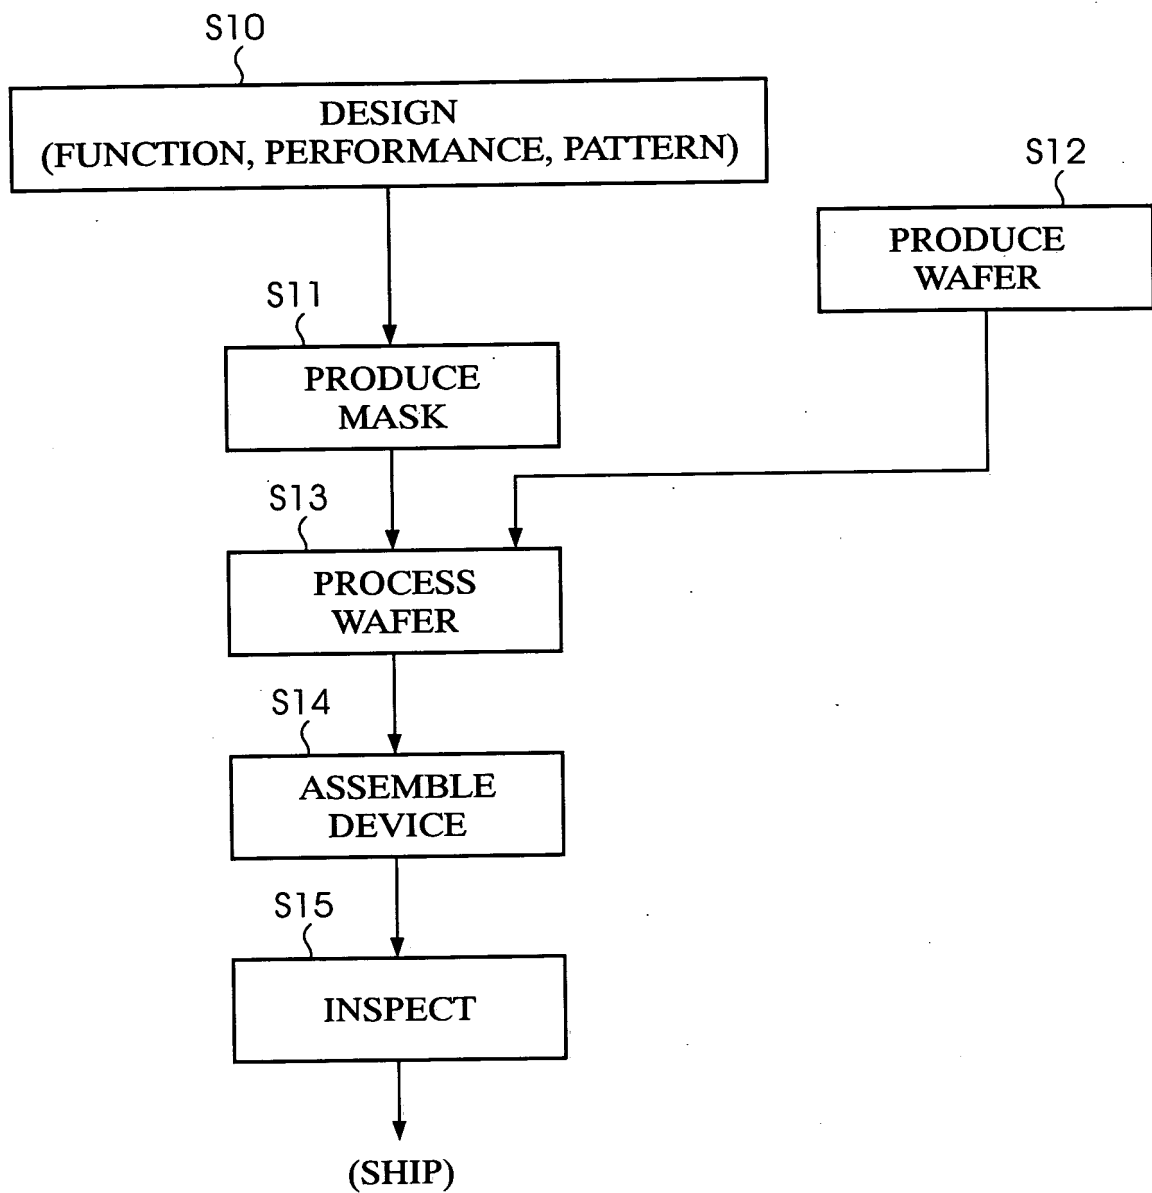 S10
DESIGN
(FUNCTION, PERFORMANCE, PATTERN)
S12
PRODUCE
WAFER
S11
PRODUCE
MASK
S13
PROCESS
WAFER
S14
ASSEMBLE
DEVICE
S15
INSPECT
(SHIP)